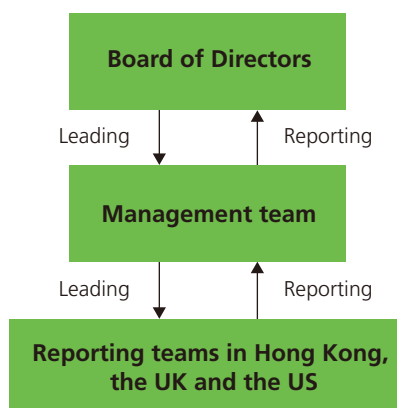 Board of Directors
Leading
Reporting
Management team
Leading
Reporting
Reporting teams in Hong Kong,
the UK and the US